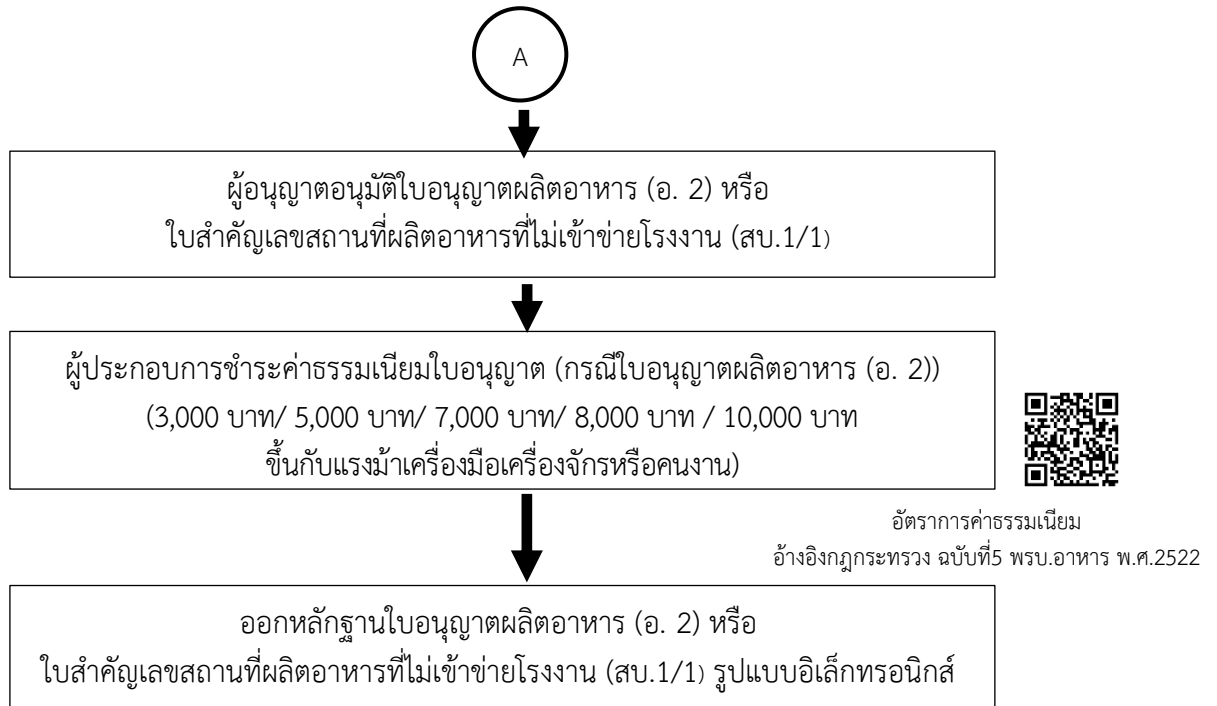 A
ผู้อนุญาตอนุมัติใบอนุญาตผลิตอาหาร (อ. 2) หรือ
ใบสำคัญเลขสถานที่ผลิตอาหารที่ไม่เข้าข่ายโรงงาน (สบ.1/1)
ผู้ประกอบการชำระค่าธรรมเนียมใบอนุญาต (กรณีใบอนุญาตผลิตอาหาร (อ. 2))
(3,000 บาท/ 5,000 บาท/ 7,000 บาท/ 8,000 บาท / 10,000 บาท
ขึ้นกับแรงม้าเครื่องมือเครื่องจักรหรือคนงาน)
อัตราการค่าธรรมเนียม
อ้างอิงกฎกระทรวง ฉบับที่5 พรบ.อาหาร พ.ศ.2522
ออกหลักฐานใบอนุญาตผลิตอาหาร (อ. 2) หรือ
ใบสำคัญเลขสถานที่ผลิตอาหารที่ไม่เข้าข่ายโรงงาน (สบ.1/1) รูปแบบอิเล็กทรอนิกส์